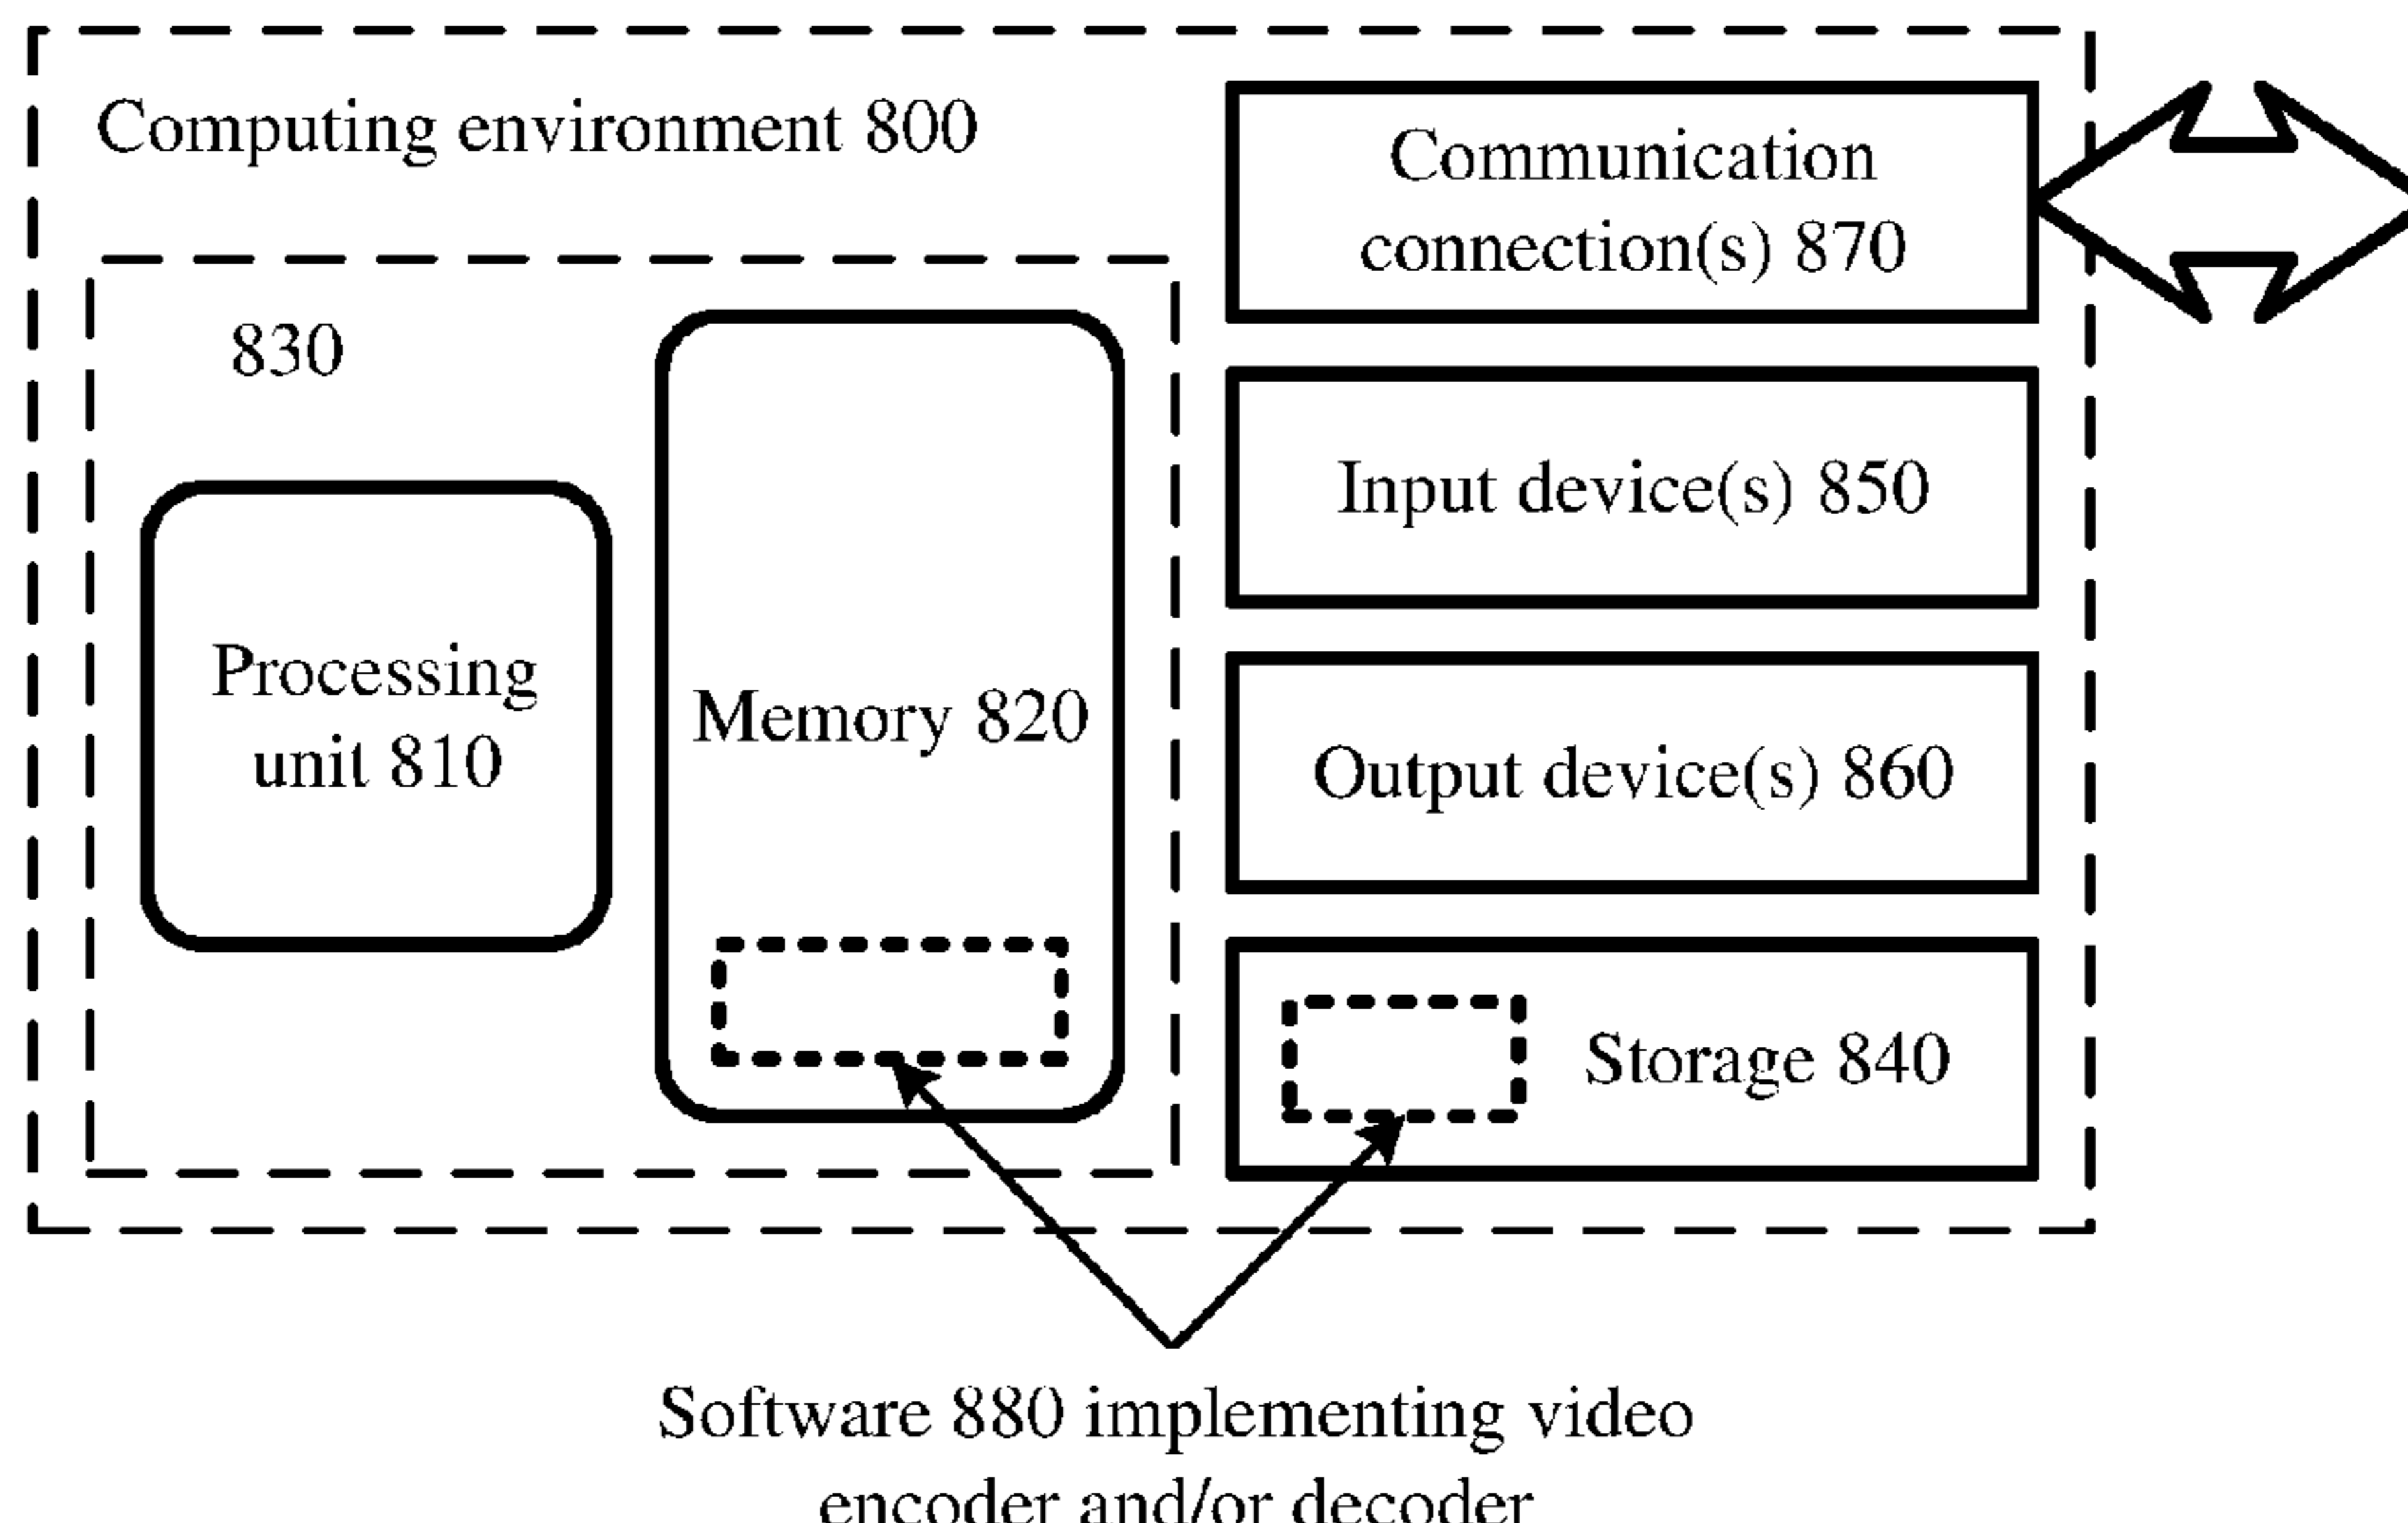 Computing environment 800
Communication
connection(s) 870
830
Input device(s) 850
Processing
unit 810
Memory 820
Output device(s) 860
Storage 840
Software 880 implementing video
encoder and/or decoder